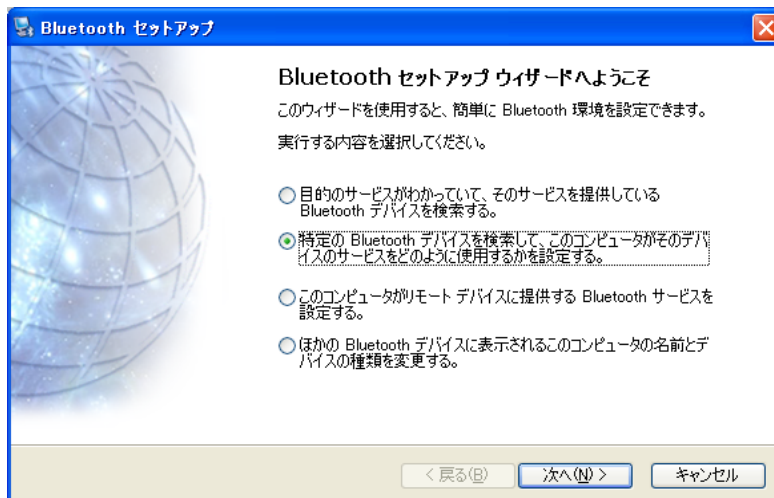 Bluetooth セットアップ
Bluetooth セットアップ ウィザードへようこそ
このウィザードを使用すると、簡単に Bluetooth 環境を設定できます。
実行する内容を選択してください。
目的のサービスがわかっていて、そのサービスを提供している
Bluetooth デバイスを検索する。
特定の Bluetooth デバイスを検索して、このコンピュータがそのデバ
イスのサービスをどのように使用するかを設定する。
このコンピュータがリモート デバイスに提供する Bluetooth サービスを
設定する。
ほかの Bluetooth デバイスに表示されるこのコンピュータの名前とデ
バイスの種類を変更する。
< 戻る(B)
次へ(N) >
キャンセル